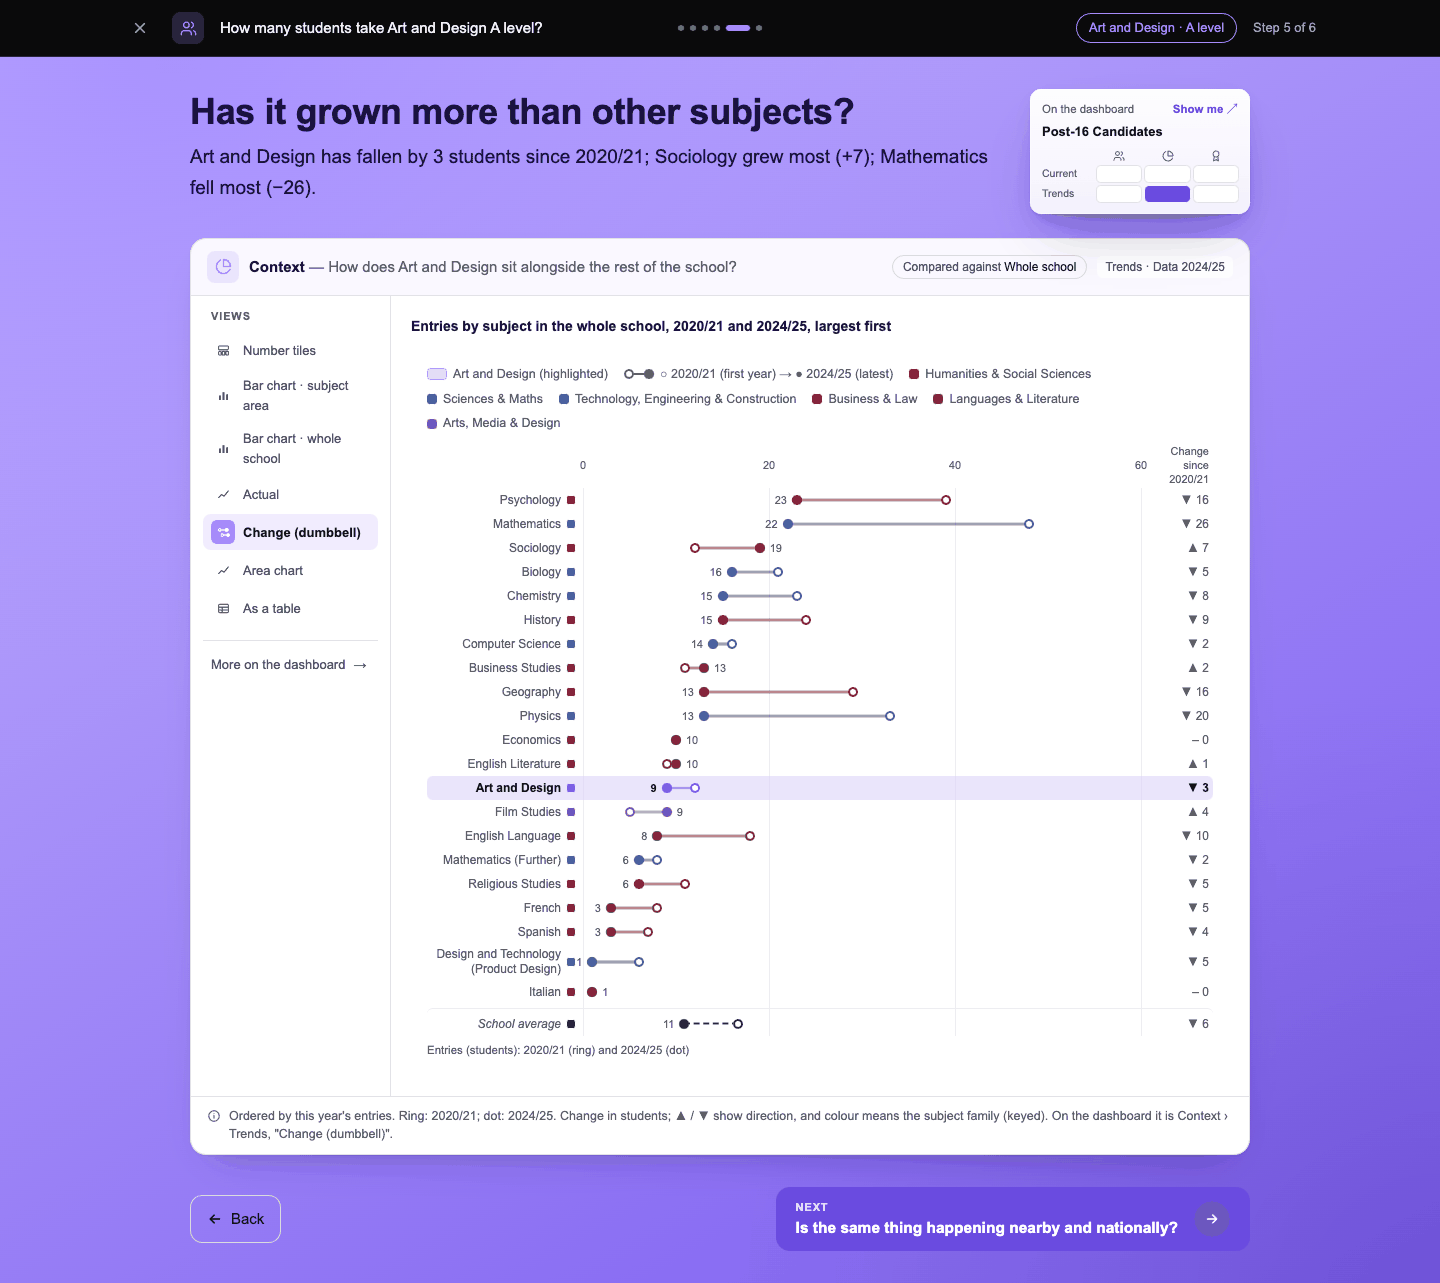 How many students take Art and Design A level?
Art and Design · A level
Step 5 of 6
Has it grown more than other subjects?
Art and Design has fallen by 3 students since 2020/21; Sociology grew most (+7); Mathematics
fell most (−26).
On the dashboard
Show me ↗
Post-16 Candidates
Current
Trends
Context — How does Art and Design sit alongside the rest of the school?
Compared against Whole school
Trends · Data 2024/25
VIEWS
Number tiles
Bar chart · subject
area
Bar chart · whole
school
Actual
Change (dumbbell)
Area chart
As a table
More on the dashboard →
Entries by subject in the whole school, 2020/21 and 2024/25, largest first
Art and Design (highlighted)
○ 2020/21 (first year) → ● 2024/25 (latest)
Humanities & Social Sciences
Sciences & Maths
Technology, Engineering & Construction
Business & Law
Languages & Literature
Arts, Media & Design
0 20 40 60
Change
since
2020/21
Psychology 23 ▼ 16
Mathematics 22 ▼ 26
Sociology 19 ▲ 7
Biology 16 ▼ 5
Chemistry 15 ▼ 8
History 15 ▼ 9
Computer Science 14 ▼ 2
Business Studies 13 ▲ 2
Geography 13 ▼ 16
Physics 13 ▼ 20
Economics 10 – 0
English Literature 10 ▲ 1
Art and Design 9 ▼ 3
Film Studies 9 ▲ 4
English Language 8 ▼ 10
Mathematics (Further) 6 ▼ 2
Religious Studies 6 ▼ 5
French 3 ▼ 5
Spanish 3 ▼ 4
Design and Technology
(Product Design) 1 ▼ 5
Italian 1 – 0
School average 11 ▼ 6
Entries (students): 2020/21 (ring) and 2024/25 (dot)
Ordered by this year's entries. Ring: 2020/21; dot: 2024/25. Change in students; ▲ / ▼ show direction, and colour means the subject family (keyed). On the dashboard it is Context ›
Trends, "Change (dumbbell)".
← Back
NEXT
Is the same thing happening nearby and nationally?